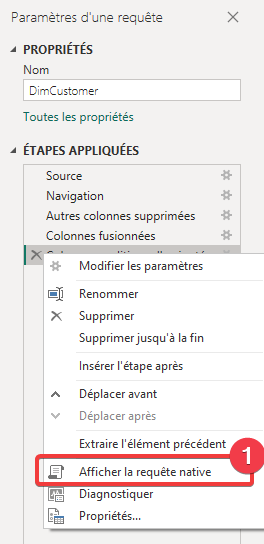 Paramètres d'une requête
PROPRIÉTÉS
Nom
DimCustomer
Toutes les propriétés
ÉTAPES APPLIQUÉES
Source
Navigation
Autres colonnes supprimées
Colonnes fusionnées
Modifier les paramètres
Renommer
Supprimer
Supprimer jusqu'à la fin
Insérer l'étape après
Déplacer avant
Déplacer après
Extraire l'élément précédent
1
Afficher la requête native
Diagnostiquer
Propriétés...